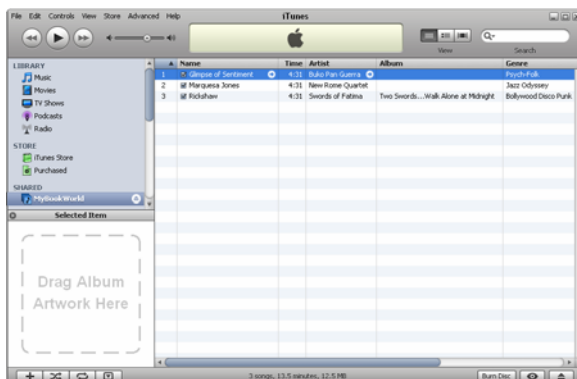 File Edit Controls View Store Advanced Help
iTunes
View
Search
LIBRARY
Music
Movies
TV Shows
Podcasts
Radio
STORE
iTunes Store
Purchased
SHARED
MyBookWorld
Selected Item
Drag Album
Artwork Here
Name Time Artist Album Genre
1 Glimpse of Sentiment 4:31 Buko Pan Guerra Psych-Folk
2 Marquesa Jones 4:31 New Rome Quartet Jazz Odyssey
3 Rickshaw 4:31 Swords of Fatima Two Swords...Walk Alone at Midnight Bollywood Disco Punk
3 songs, 13.5 minutes, 12.5 MB
Burn Disc